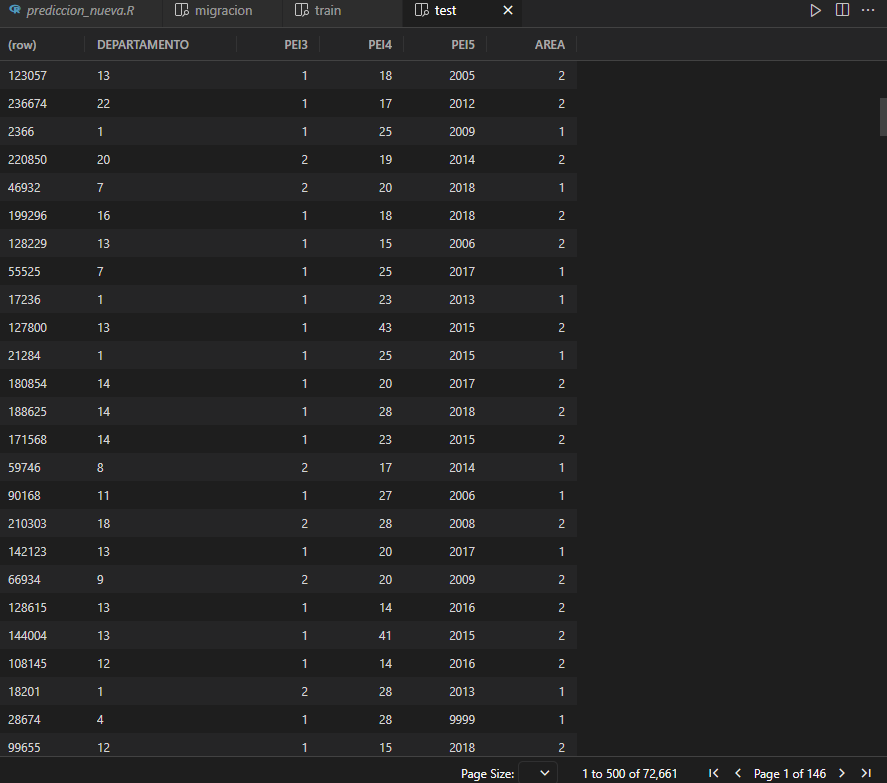 prediccion_nueva.R migracion train test
(row) DEPARTAMENTO PEI3 PEI4 PEI5 AREA
123057 13 1 18 2005 2
236674 22 1 17 2012 2
2366 1 1 25 2009 1
220850 20 2 19 2014 2
46932 7 2 20 2018 1
199296 16 1 18 2018 2
128229 13 1 15 2006 2
55525 7 1 25 2017 1
17236 1 1 23 2013 1
127800 13 1 43 2015 2
21284 1 1 25 2015 1
180854 14 1 20 2017 2
188625 14 1 28 2018 2
171568 14 1 23 2015 2
59746 8 2 17 2014 1
90168 11 1 27 2006 1
210303 18 2 28 2008 2
142123 13 1 20 2017 1
66934 9 2 20 2009 2
128615 13 1 14 2016 2
144004 13 1 41 2015 2
108145 12 1 14 2016 2
18201 1 2 28 2013 1
28674 4 1 28 9999 1
99655 12 1 15 2018 2
Page Size: 1 to 500 of 72,661 Page 1 of 146